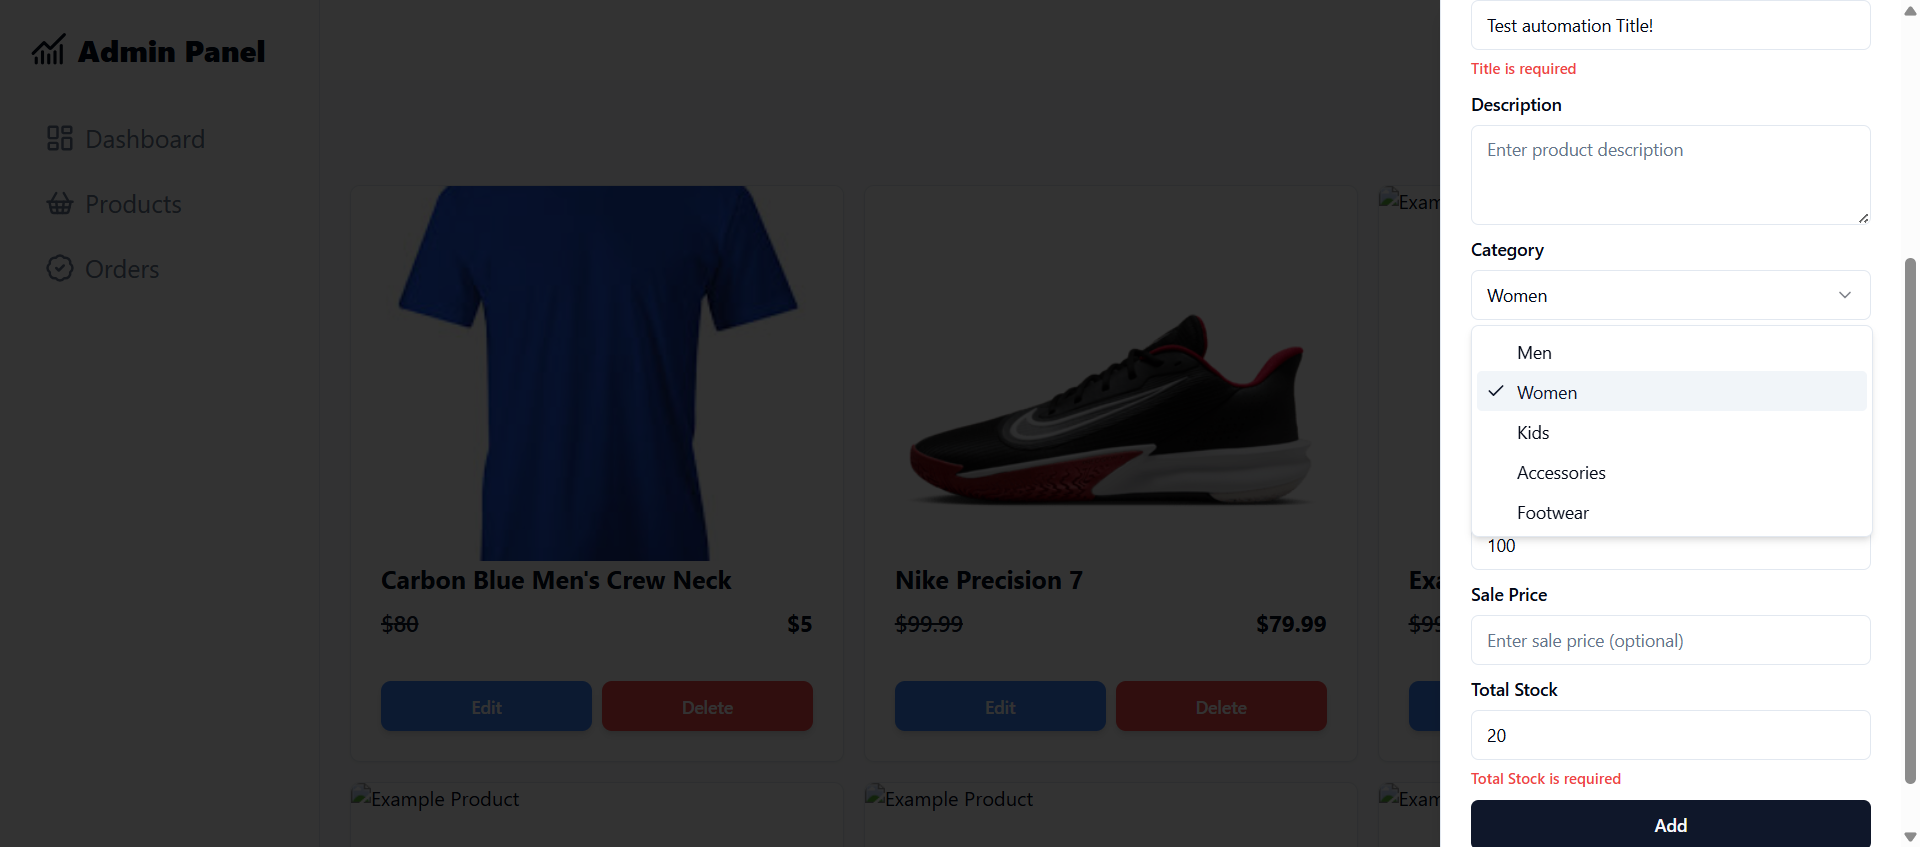 Admin Panel
Dashboard
Products
Orders
Carbon Blue Men's Crew Neck
$80
$5
Edit
Delete
Nike Precision 7
$99.99
$79.99
Edit
Delete
Exam
Exa
$99
Example Product
Example Product
Exam
Test automation Title!
Title is required
Description
Enter product description
Category
Women
Men
Women
Kids
Accessories
Footwear
100
Sale Price
Enter sale price (optional)
Total Stock
20
Total Stock is required
Add